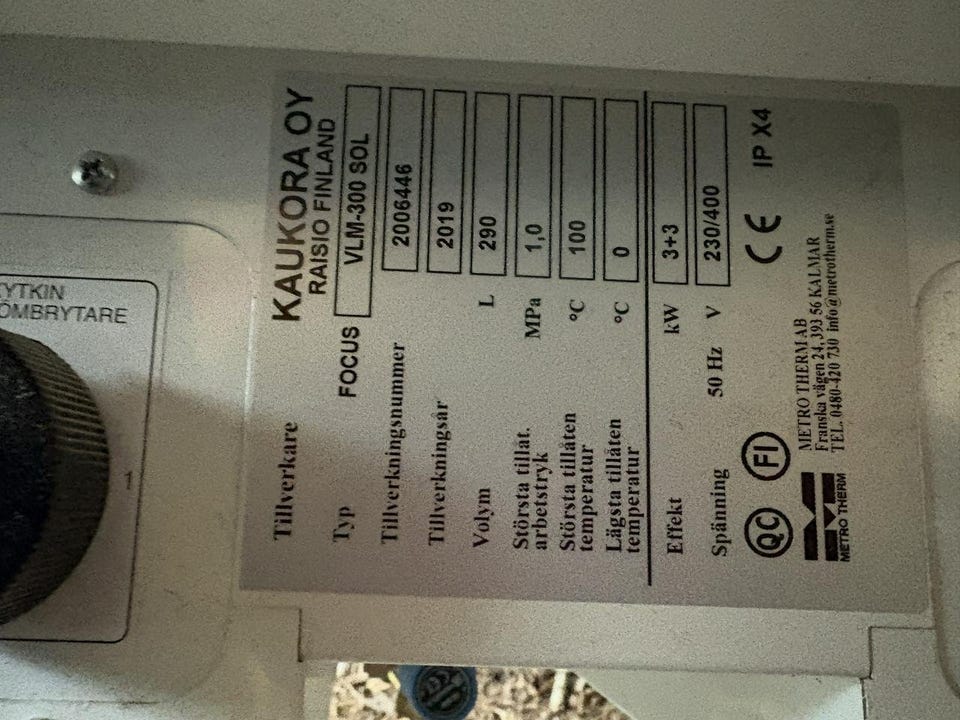 KAUKORA OY
Tillverkare RAISIO FINLAND
Typ FOCUS VLM-300 SOL
Tillverkningsnummer 2006446
Tillverkningsår 2019
Volym L 290
Största tillåt. arbetstryk MPa 1,0
Största tillåten temperatur °C 100
Lägsta tillåten temperatur °C 0
Effekt kW 3+3
Spänning 50 Hz V 230/400
QC FI CE IP X4
METRO THERM
METRO THERM AB
Franska vägen 24, 393 56 KALMAR
TEL. 0480-420 730 info@metrotherm.se
1